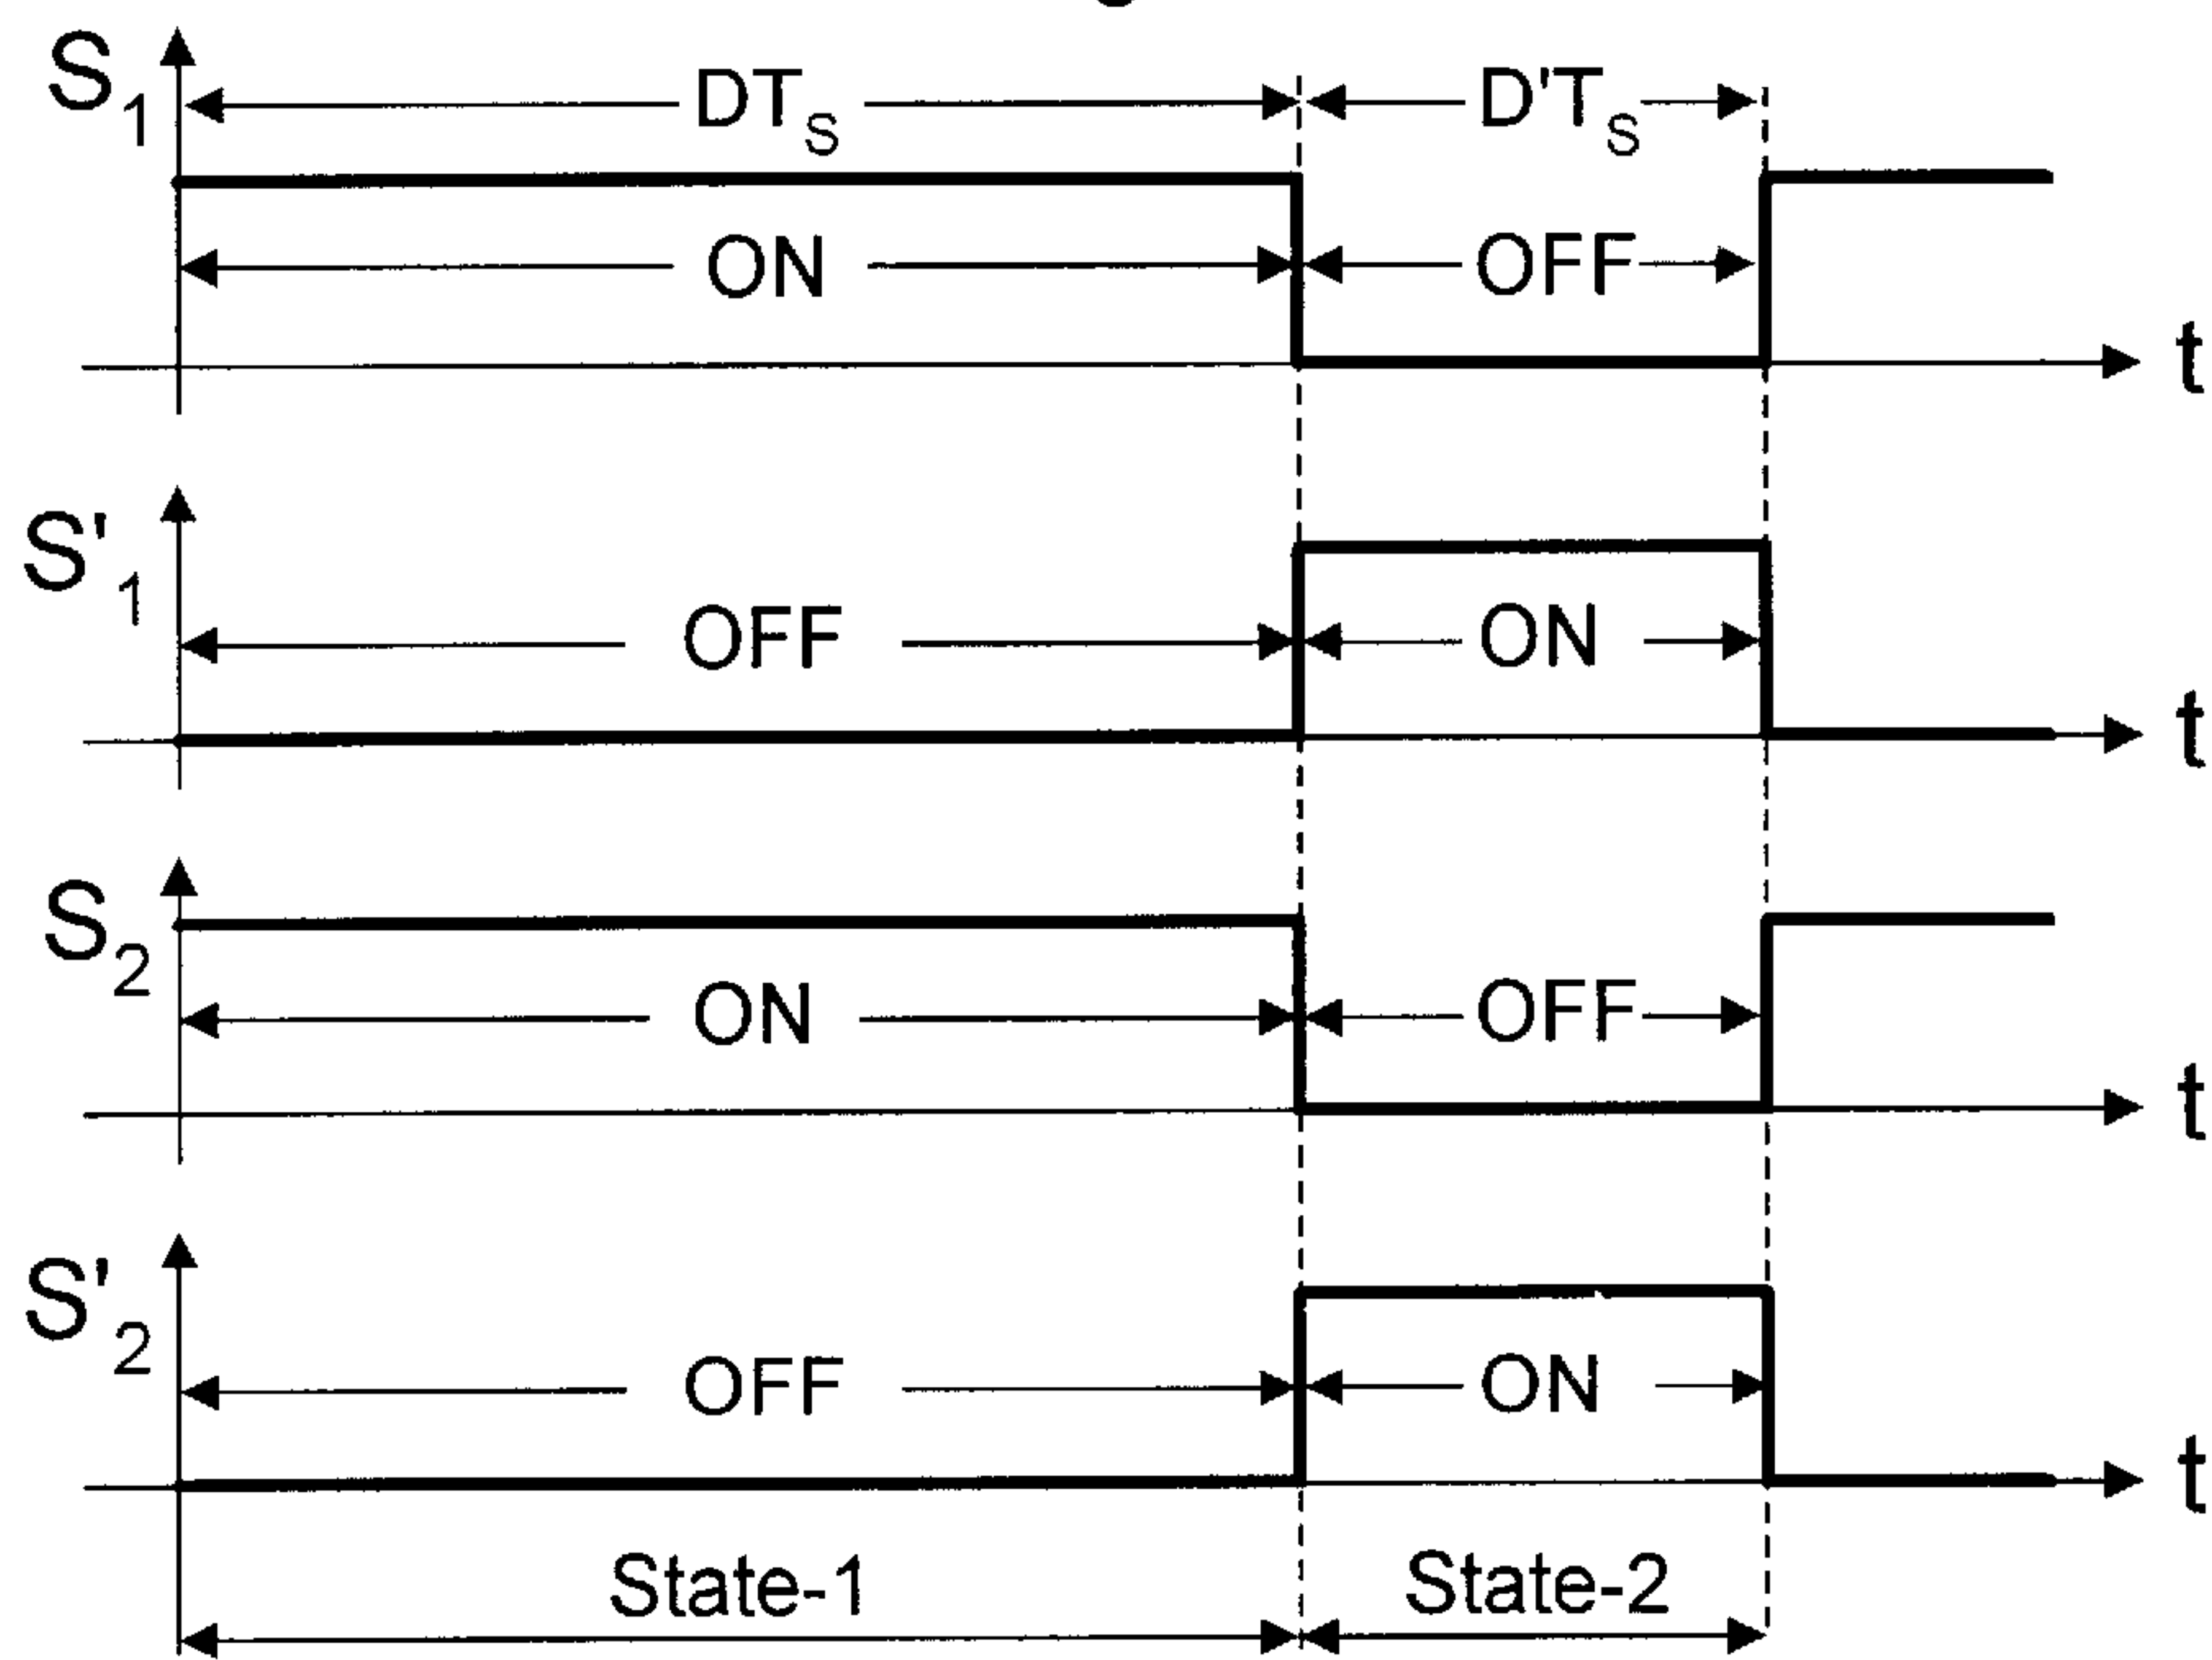 S1 DTS D'TS
ON OFF
t
S'1
OFF ON
t
S2
ON OFF
t
S'2
OFF ON
t
State-1 State-2